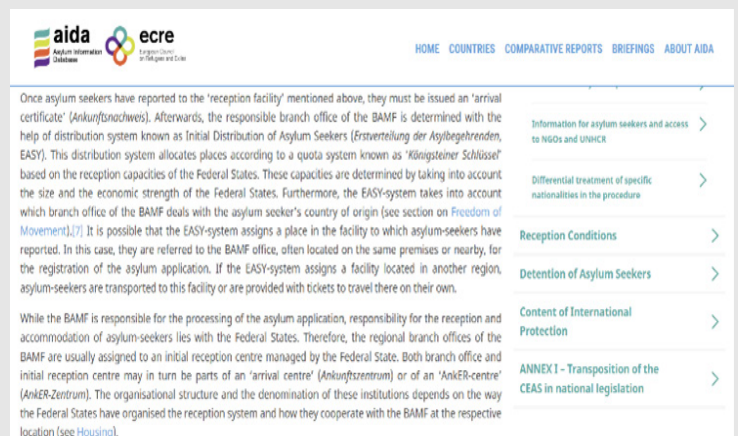 aida
Asylum Information
Database
ecre
European Council
on Refugees and Exiles
HOME COUNTRIES COMPARATIVE REPORTS BRIEFINGS ABOUT AIDA
Once asylum seekers have reported to the ‘reception facility’ mentioned above, they must be issued an ‘arrival
certificate’ (Ankunftsnachweis). Afterwards, the responsible branch office of the BAMF is determined with the
help of distribution system known as Initial Distribution of Asylum Seekers (Erstverteilung der Asylbegehrenden,
EASY). This distribution system allocates places according to a quota system known as ‘Königsteiner Schlüssel’
based on the reception capacities of the Federal States. These capacities are determined by taking into account
the size and the economic strength of the Federal States. Furthermore, the EASY-system takes into account
which branch office of the BAMF deals with the asylum seeker’s country of origin (see section on Freedom of
Movement).[7] It is possible that the EASY-system assigns a place in the facility to which asylum-seekers have
reported. In this case, they are referred to the BAMF office, often located on the same premises or nearby, for
the registration of the asylum application. If the EASY-system assigns a facility located in another region,
asylum-seekers are transported to this facility or are provided with tickets to travel there on their own.
While the BAMF is responsible for the processing of the asylum application, responsibility for the reception and
accommodation of asylum-seekers lies with the Federal States. Therefore, the regional branch offices of the
BAMF are usually assigned to an initial reception centre managed by the Federal State. Both branch office and
initial reception centre may in turn be parts of an ‘arrival centre’ (Ankunftszentrum) or of an ‘AnkER-centre’
(AnkER-Zentrum). The organisational structure and the denomination of these institutions depends on the way
the Federal States have organised the reception system and how they cooperate with the BAMF at the respective
location (see Housing).
Information for asylum seekers and access
to NGOs and UNHCR
Differential treatment of specific
nationalities in the procedure
Reception Conditions
Detention of Asylum Seekers
Content of International
Protection
ANNEX I – Transposition of the
CEAS in national legislation